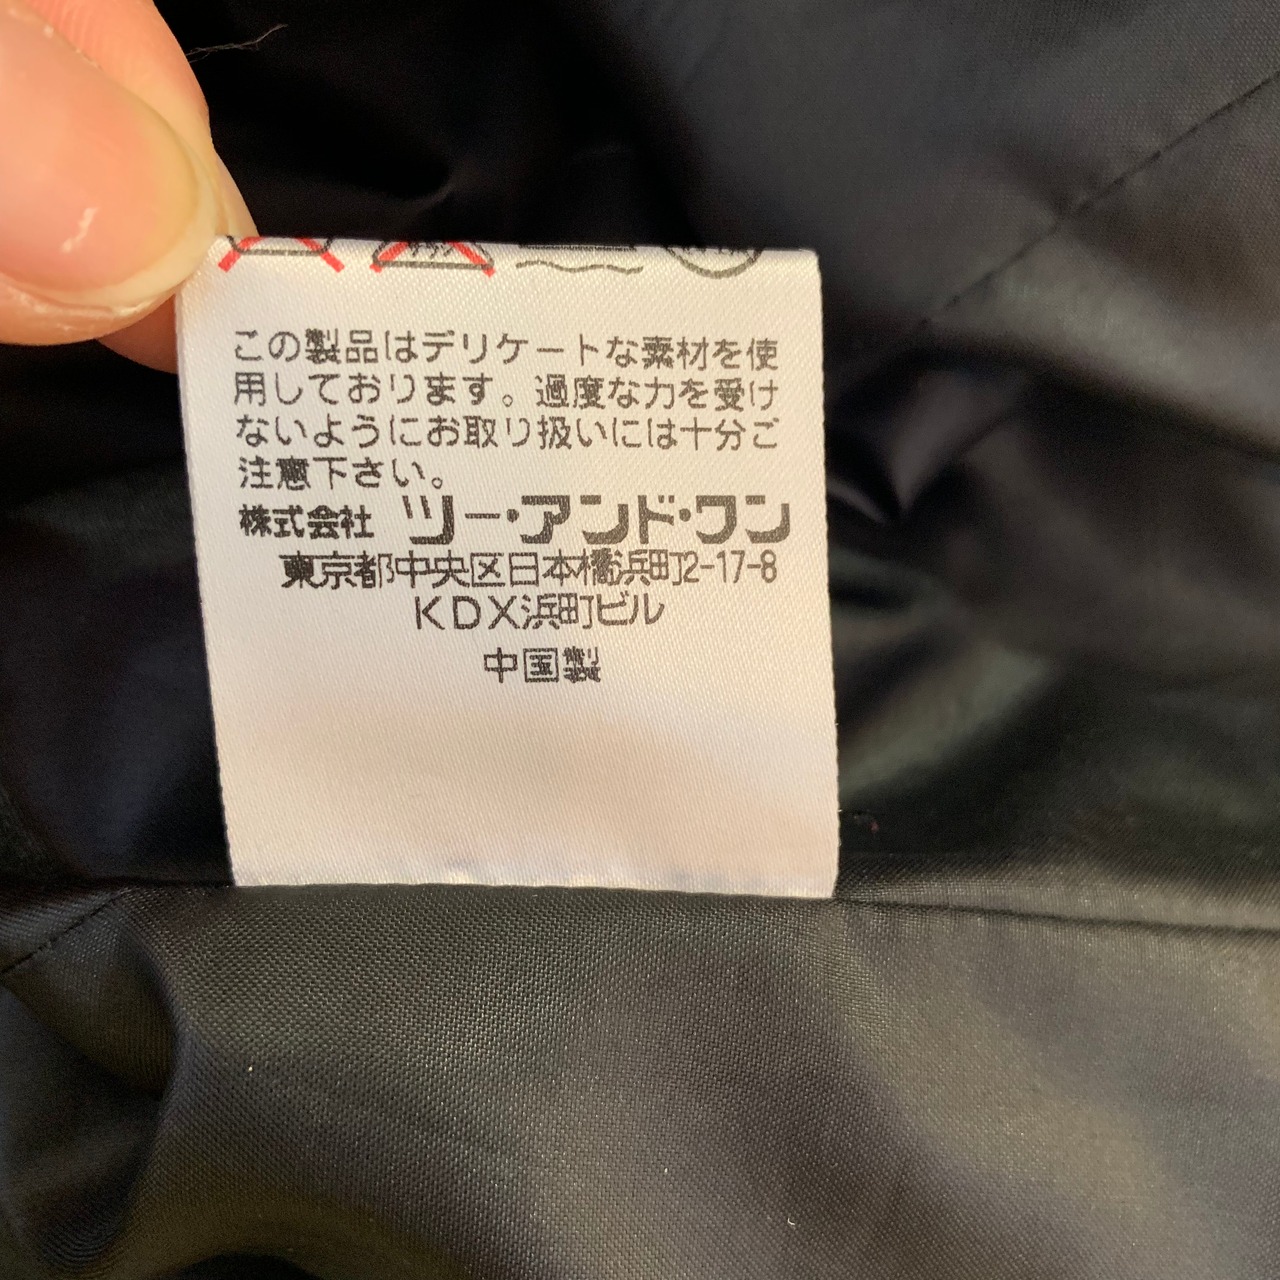 この製品はデリケートな素材を使
用しております。過度な力を受け
ないようにお取り扱いには十分ご
注意下さい。
株式会社 ツー・アンド・ワン
東京都中央区日本橋浜町2-17-8
KDX浜町ビル
中国製